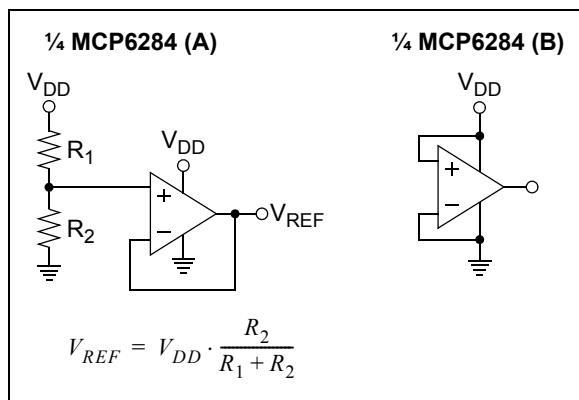 ¼ MCP6284 (A)
¼ MCP6284 (B)
V_DD
R_1
R_2
V_DD
+
−
V_REF
V_DD
+
−
V_REF = V_DD · R_2 / (R_1 + R_2)